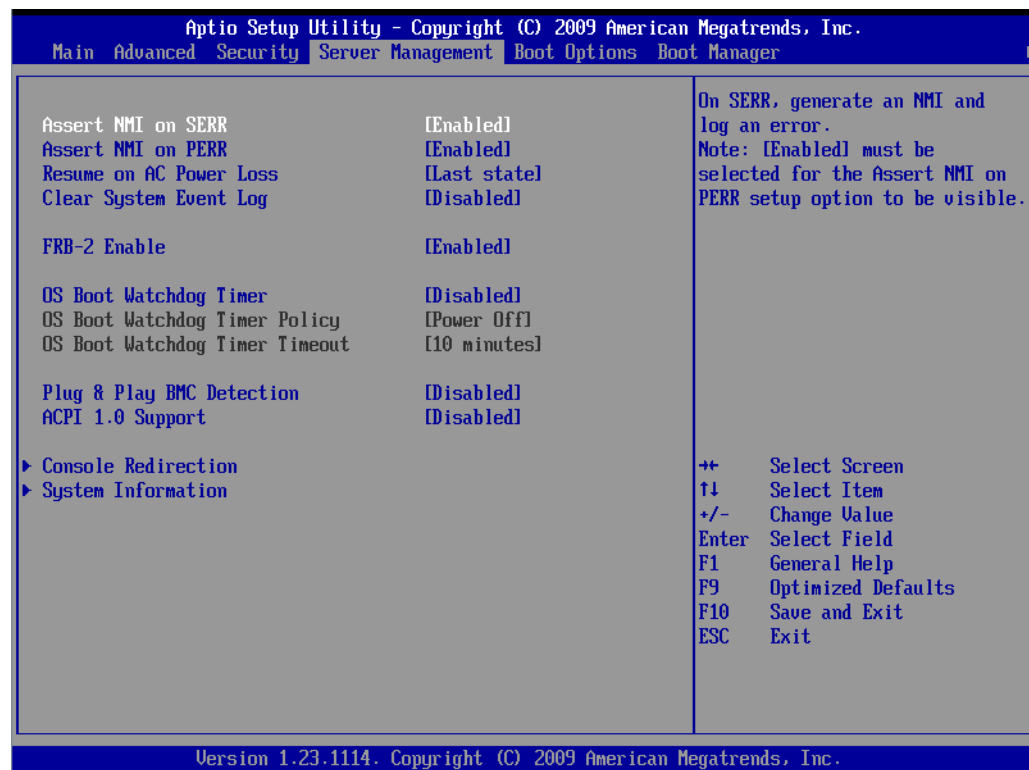 Aptio Setup Utility - Copyright (C) 2009 American Megatrends, Inc.
Main Advanced Security Server Management Boot Options Boot Manager
Assert NMI on SERR [Enabled]
Assert NMI on PERR [Enabled]
Resume on AC Power Loss [Last state]
Clear System Event Log [Disabled]
FRB-2 Enable [Enabled]
OS Boot Watchdog Timer [Disabled]
OS Boot Watchdog Timer Policy [Power Off]
OS Boot Watchdog Timer Timeout [10 minutes]
Plug & Play BMC Detection [Disabled]
ACPI 1.0 Support [Disabled]
Console Redirection
System Information
On SERR, generate an NMI and
log an error.
Note: [Enabled] must be
selected for the Assert NMI on
PERR setup option to be visible.
→← Select Screen
↑↓ Select Item
+/- Change Value
Enter Select Field
F1 General Help
F9 Optimized Defaults
F10 Save and Exit
ESC Exit
Version 1.23.1114. Copyright (C) 2009 American Megatrends, Inc.